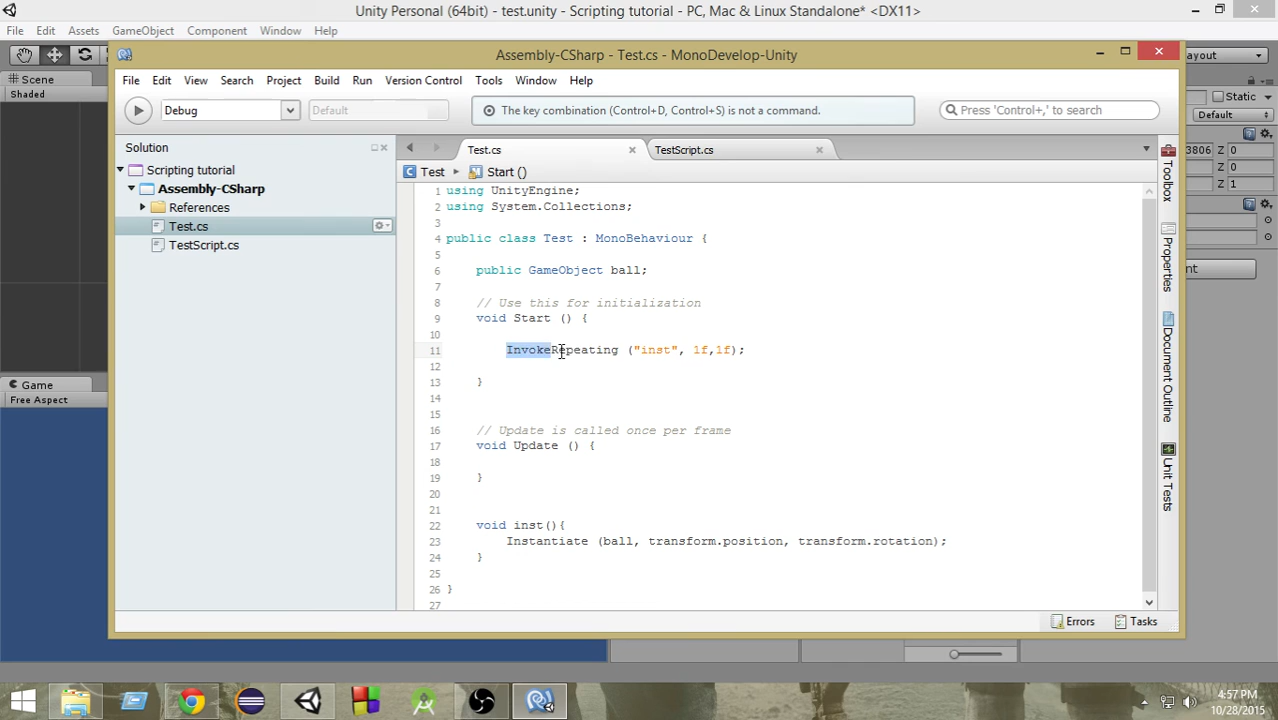 Unity Personal (64bit) - test.unity - Scripting tutorial - PC, Mac & Linux Standalone* <DX11>
File Edit Assets GameObject Component Window Help
Assembly-CSharp - Test.cs - MonoDevelop-Unity
Scene
Shaded
Game
Free Aspect
ayout
Static
Default
3806 Z 0
Z 0
Z 1
nt
File Edit View Search Project Build Run Version Control Tools Window Help
Debug
Default
The key combination (Control+D, Control+S) is not a command.
Press 'Control+,' to search
Solution
Scripting tutorial
Assembly-CSharp
References
Test.cs
TestScript.cs
Test.cs
TestScript.cs
Test
Start ()
1 using UnityEngine;
2 using System.Collections;
3
4 public class Test : MonoBehaviour {
5
6 public GameObject ball;
7
8 // Use this for initialization
9 void Start () {
10
11 InvokeRepeating ("inst", 1f,1f);
12
13 }
14
15
16 // Update is called once per frame
17 void Update () {
18
19 }
20
21
22 void inst(){
23 Instantiate (ball, transform.position, transform.rotation);
24 }
25
26 }
27
Toolbox
Properties
Document Outline
Unit Tests
Errors
Tasks
4:57 PM
10/28/2015